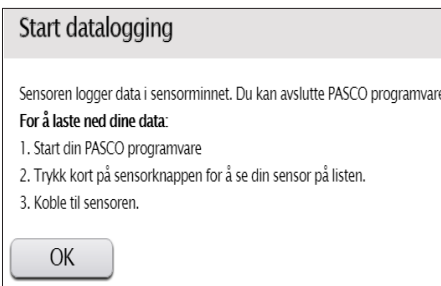 Start datalogging
Sensoren logger data i sensorminnet. Du kan avslutte PASCO programvare
For å laste ned dine data:
1. Start din PASCO programvare
2. Trykk kort på sensorknappen for å se din sensor på listen.
3. Koble til sensoren.
OK